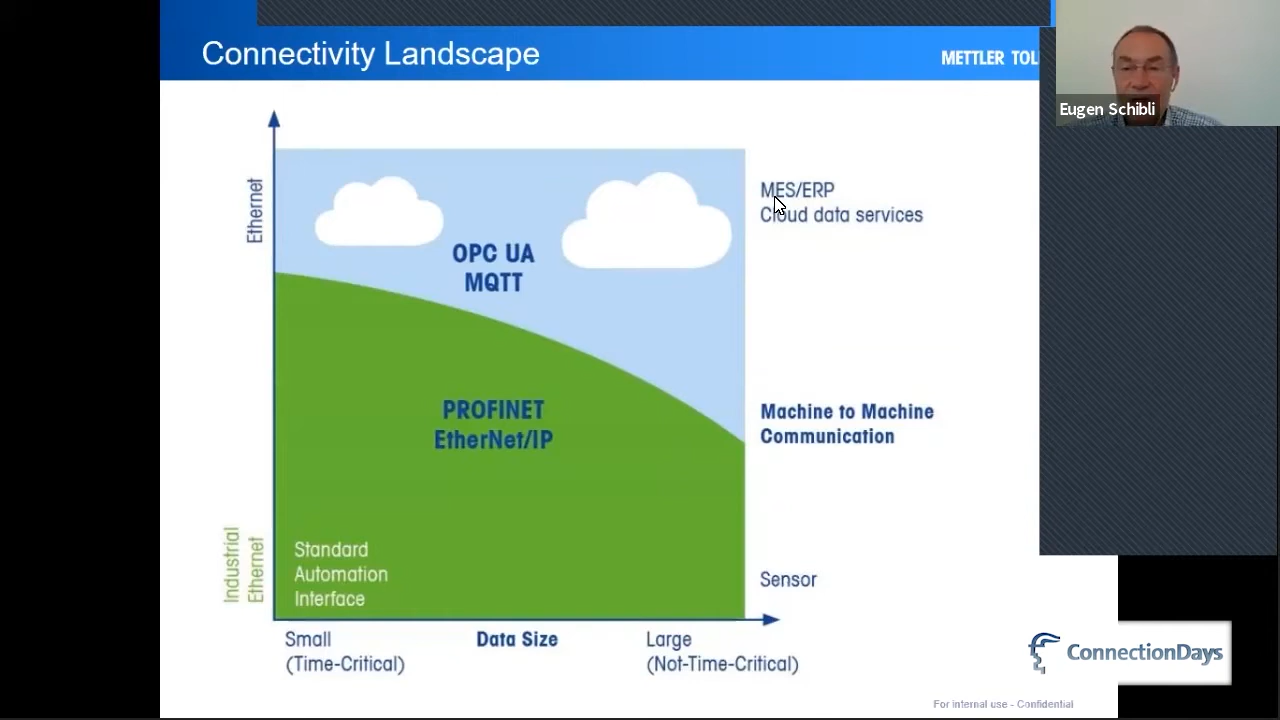 Connectivity Landscape
METTLER TOL
Eugen Schibli
Ethernet
MES/ERP
Cloud data services
OPC UA
MQTT
PROFINET
EtherNet/IP
Machine to Machine
Communication
Industrial
Ethernet
Standard
Automation
Interface
Sensor
Small
(Time-Critical)
Data Size
Large
(Not-Time-Critical)
ConnectionDays
For internal use - Confidential